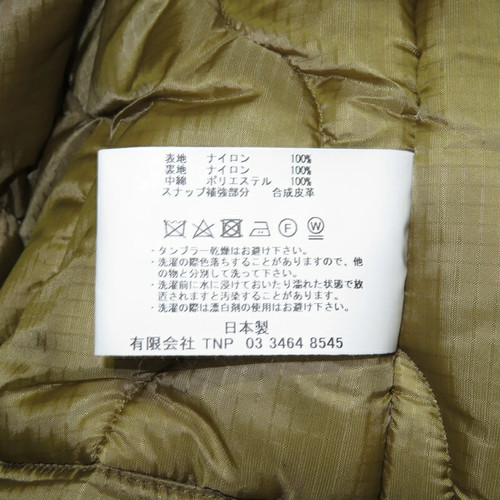 表地 ナイロン 100%
裏地 ナイロン 100%
中綿 ポリエステル 100%
スナップ補強部分 合成皮革
F W
・タンブラー乾燥はお避け下さい。
・洗濯の際色落ちすることがありますので、他
の物と分別して洗って下さい。
・洗濯前に水に浸けておいたり濡れた状態で放
置されますと汚染することがあります。
・洗濯の際は漂白剤の使用はお避け下さい。
日本製
有限会社 TNP 03 3464 8545